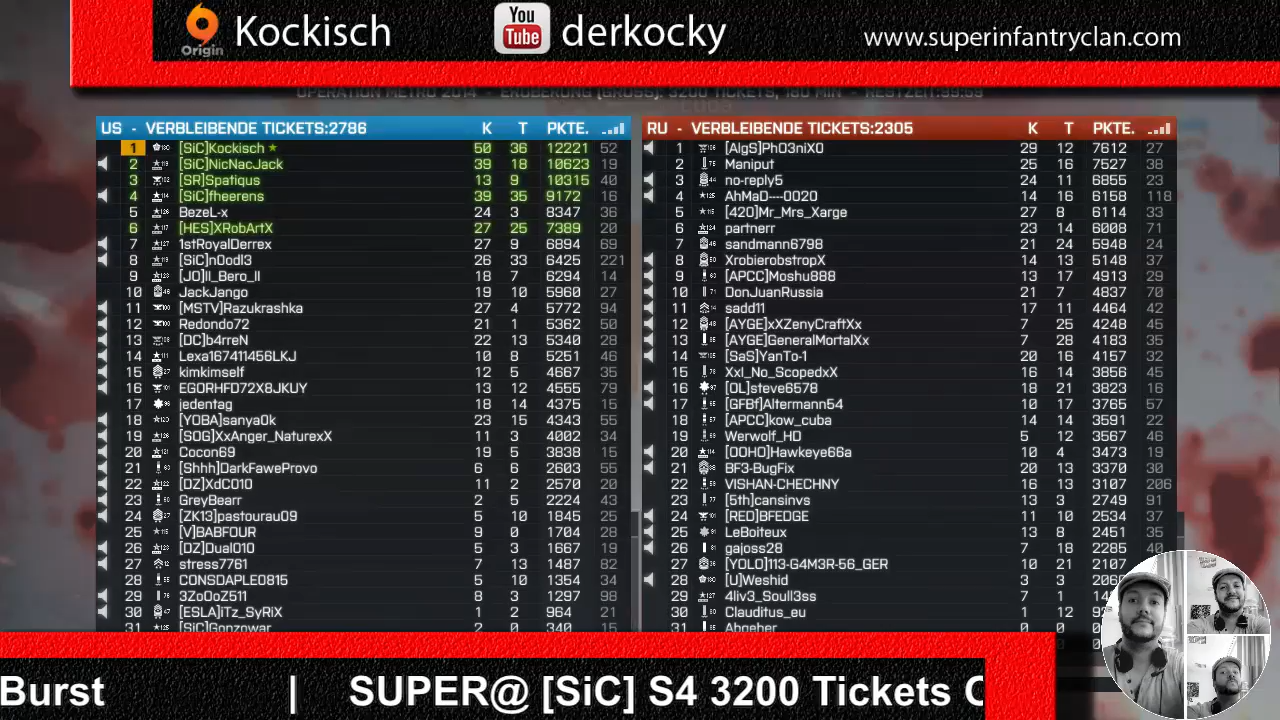 Origin Kockisch You Tube derkocky www.superinfantryclan.com
OPERATION METRO 2014 - EROBERUNG (GROSS): 3200 TICKETS, 180 MIN - RESTZEIT:99:59
US - VERBLEIBENDE TICKETS:2786 K T PKTE.
1 [SiC]Kockisch 50 36 12221 52
2 [SiC]NicNacJack 39 18 10623 19
3 [SR]Spatiqus 13 9 10315 40
4 [SiC]fheerens 39 35 9172 16
5 BezeL-x 24 3 8347 36
6 [HES]XRobArtX 27 25 7389 20
7 1stRoyalDerrex 27 9 6894 69
8 [SiC]n0odl3 26 33 6425 221
9 [JO]II_Bero_II 18 7 6294 14
10 JackJango 19 10 5960 27
11 [MSTV]Razukrashka 27 4 5772 94
12 Redondo72 21 1 5362 50
13 [DC]b4rreN 22 13 5340 28
14 Lexa167411456LKJ 10 8 5251 46
15 kimkimself 12 5 4667 35
16 EGORHFD72X8JKUY 13 12 4555 79
17 jedentag 18 14 4375 15
18 [YOBA]sanya0k 23 15 4343 55
19 [SOG]XxAnger_NaturexX 11 3 4002 34
20 Cocon69 19 5 3838 15
21 [Shhh]DarkFaweProvo 6 6 2603 55
22 [DZ]XdC010 11 2 2570 20
23 GreyBearr 2 5 2224 43
24 [ZK13]pastourau09 5 10 1845 25
25 [V]BABFOUR 9 0 1704 28
26 [DZ]Dual010 5 3 1667 19
27 stress7761 7 13 1487 82
28 CONSDAPLE0815 5 10 1354 34
29 3ZoOoZ511 8 3 1297 98
30 [ESLA]iTz_SyRiX 1 2 964 21
31 [SiC]Gonzowar 2 0 340 15
RU - VERBLEIBENDE TICKETS:2305 K T PKTE.
1 [AlgS]Ph03niX0 29 12 7612 27
2 Maniput 25 16 7527 38
3 no-reply5 24 11 6855 23
4 AhMaD----0020 14 16 6158 118
5 [420]Mr_Mrs_Xarge 27 8 6114 33
6 partnerr 23 14 6008 71
7 sandmann6798 21 24 5948 24
8 XrobierobstropX 14 13 5148 37
9 [APCC]Moshu888 13 17 4913 29
10 DonJuanRussia 21 7 4837 70
11 sadd11 17 11 4464 42
12 [AYGE]xXZenyCraftXx 7 25 4248 45
13 [AYGE]GeneralMortalXx 7 28 4183 35
14 [SaS]YanTo-1 20 16 4157 32
15 XxI_No_ScopedxX 16 14 3856 45
16 [OL]steve6578 18 21 3823 16
17 [GFBf]Altermann54 10 17 3765 57
18 [APCC]kow_cuba 14 14 3591 22
19 Werwolf_HD 5 12 3567 46
20 [OOHO]Hawkeye66a 10 4 3473 19
21 BF3-BugFix 20 13 3370 30
22 VISHAN-CHECHNY 16 13 3107 206
23 [5th]cansinvs 13 3 2749 91
24 [RED]BFEDGE 11 10 2534 37
25 LeBoiteux 13 8 2451 35
26 gajoss28 7 18 2285 40
27 [YOLO]113-G4M3R-56_GER 10 21 2107
28 [U]Weshid 3 3
29 4liv3_Soull3ss 7 1
30 Clauditus_eu 1 12
31 Abgeher 0 0
Burst | SUPER@ [SiC] S4 3200 Tickets